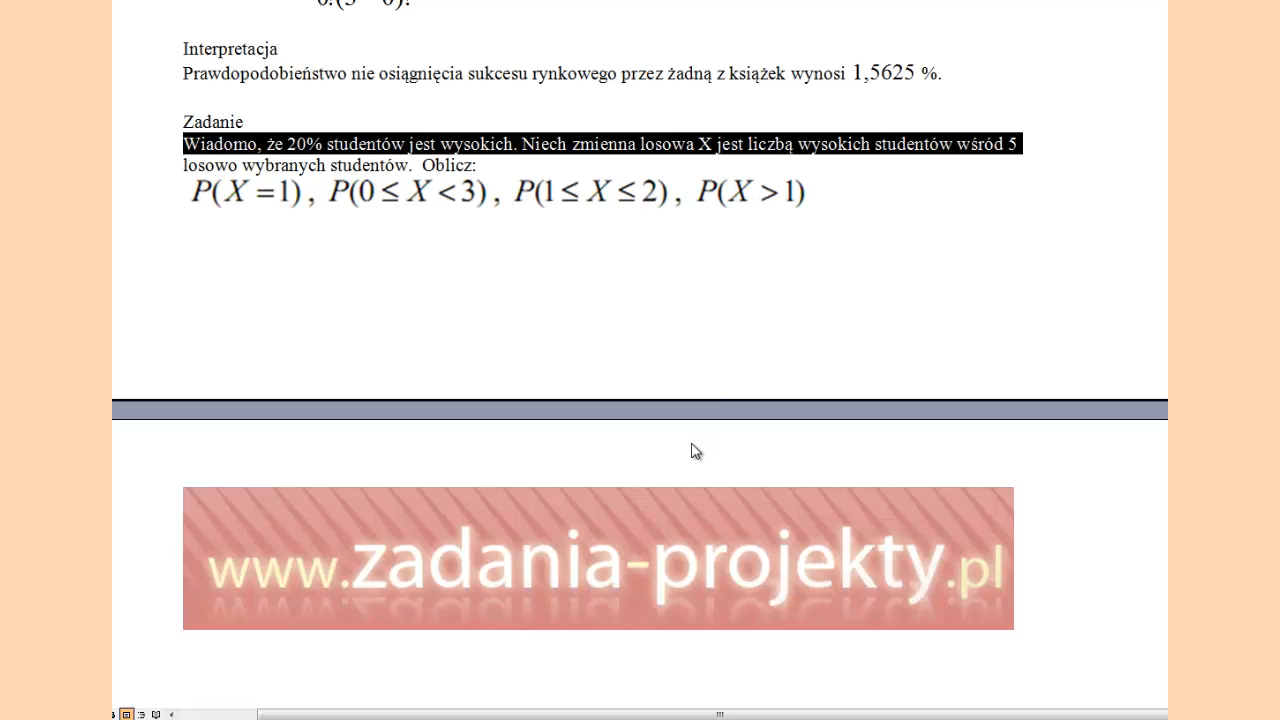 Interpretacja
Prawdopodobieństwo nie osiągnięcia sukcesu rynkowego przez żadną z książek wynosi 1,5625 %.
Zadanie
Wiadomo, że 20% studentów jest wysokich. Niech zmienna losowa X jest liczbą wysokich studentów wśród 5
losowo wybranych studentów. Oblicz:
P(X = 1), P(0 ≤ X < 3), P(1 ≤ X ≤ 2), P(X > 1)
www.zadania-projekty.pl